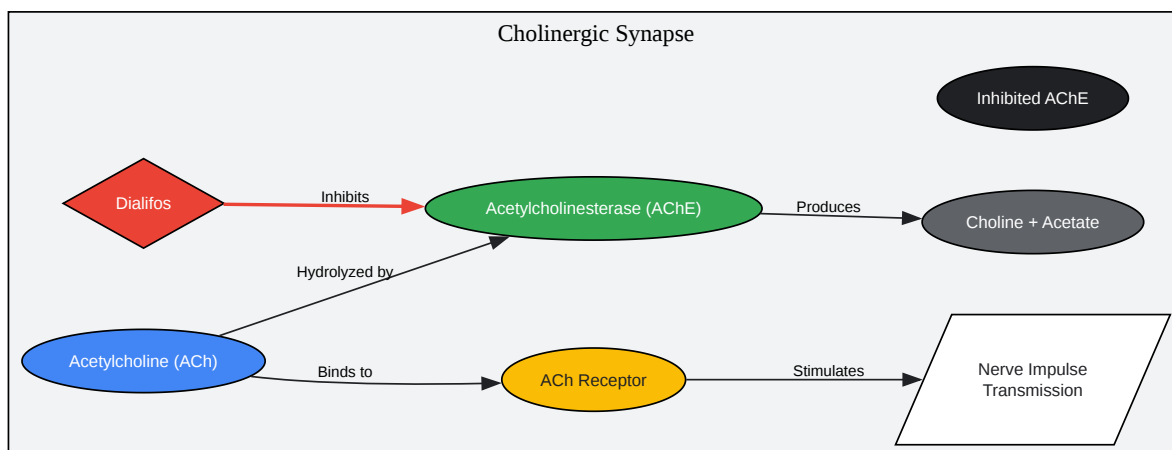 Cholinergic Synapse
Inhibited AChE
Dialifos
Inhibits
Acetylcholinesterase (AChE)
Produces
Choline + Acetate
Hydrolyzed by
Acetylcholine (ACh)
Binds to
ACh Receptor
Stimulates
Nerve Impulse
Transmission